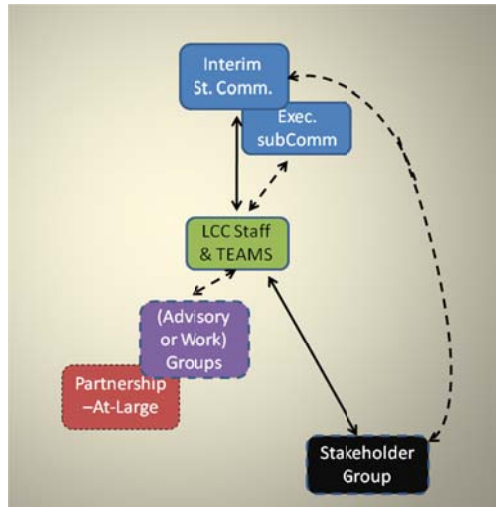 Interim
St. Comm.
Exec.
subComm
LCC Staff
& TEAMS
(Advisory
or Work)
Groups
Partnership
–At-Large
Stakeholder
Group